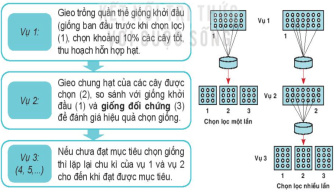 Vụ 1:
Gieo trồng quần thể giống khởi đầu
(giống ban đầu trước khi chọn lọc)
(1), chọn khoảng 10% các cây tốt,
thu hoạch hỗn hợp hạt.
Vụ 2:
Gieo chung hạt của các cây được
chọn (2), so sánh với giống khởi
đầu (1) và giống đối chứng (3)
để đánh giá hiệu quả chọn giống.
Vụ 3:
(4, 5,...)
Nếu chưa đạt mục tiêu chọn giống
thì lặp lại chu kì của vụ 1 và vụ 2
cho đến khi đạt được mục tiêu.
Vụ 1
1 2 3
Chọn lọc một lần
Vụ 1
Vụ 2
Vụ 3
1 2 3
Chọn lọc nhiều lần